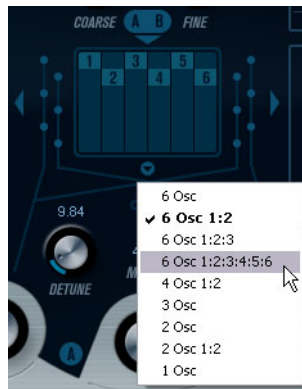 COARSE A B FINE
1 3 5
2 4 6
9.84
DETUNE
A
6 Osc
6 Osc 1:2
6 Osc 1:2:3
6 Osc 1:2:3:4:5:6
4 Osc 1:2
3 Osc
2 Osc
2 Osc 1:2
1 Osc